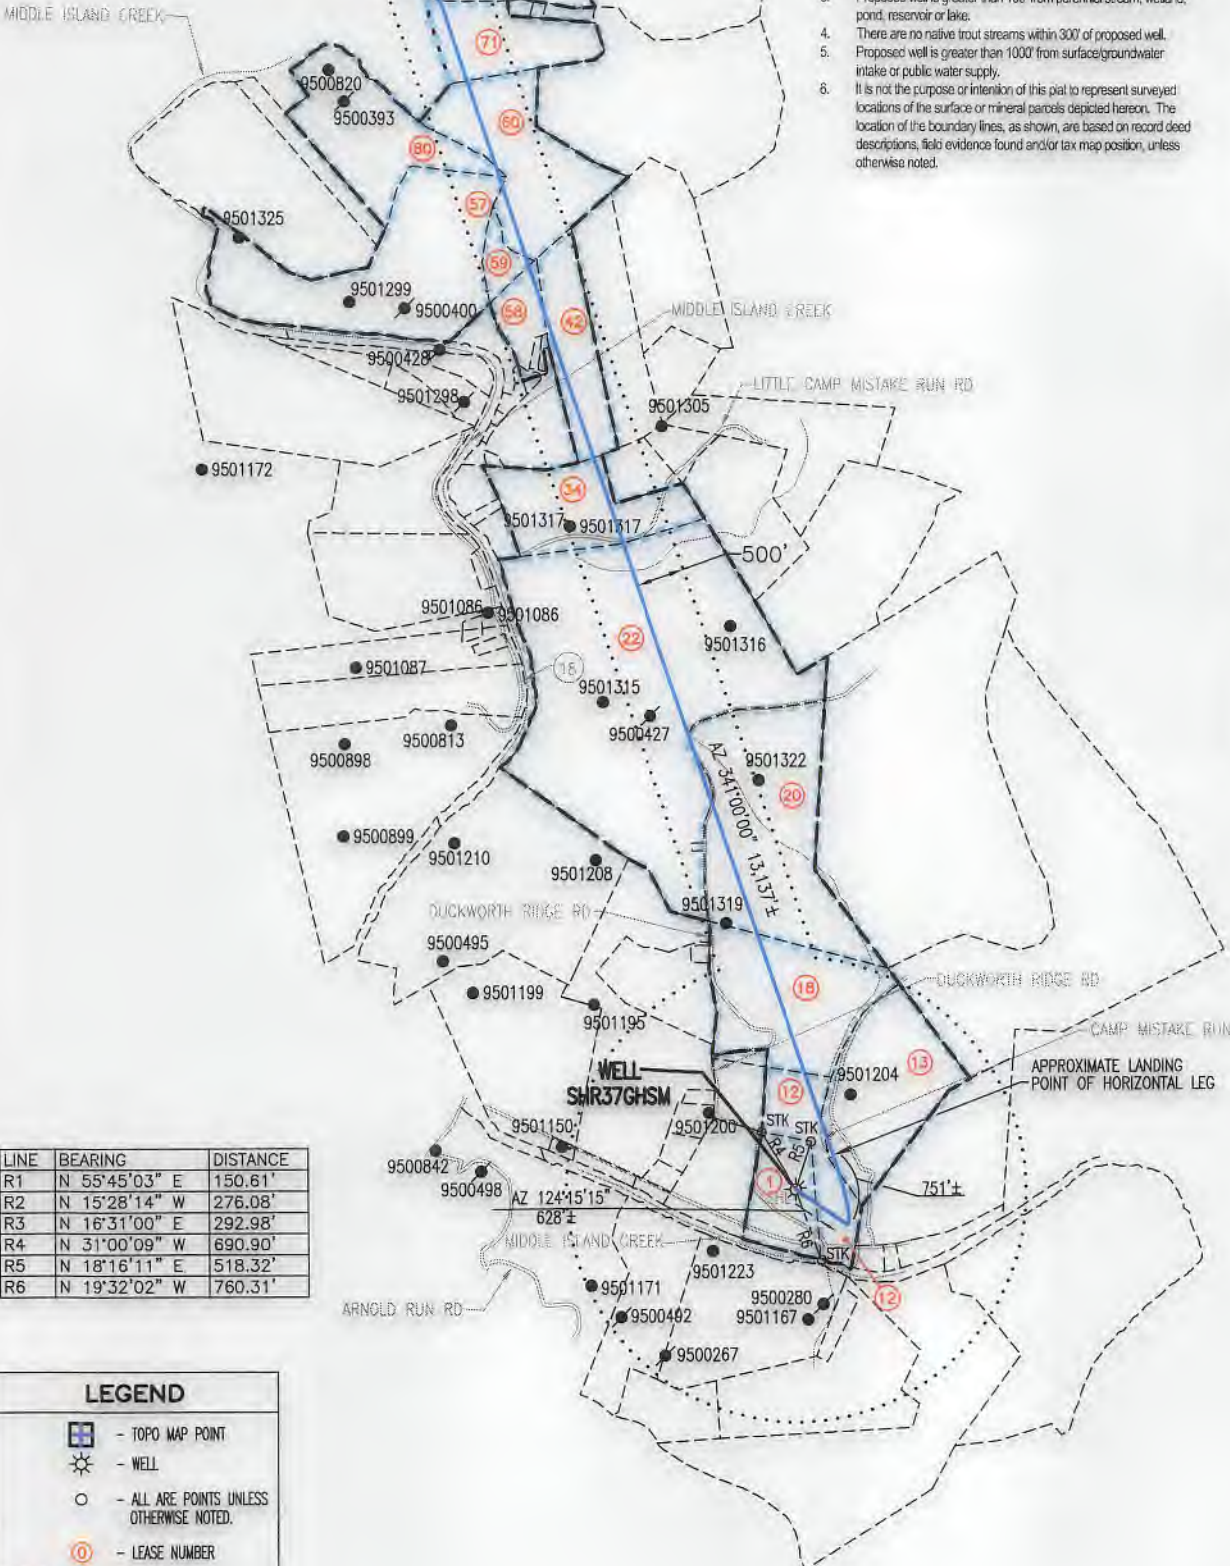 MIDDLE ISLAND CREEK
pond, reservoir or lake.
4. There are no native trout streams within 300' of proposed well.
5. Proposed well is greater than 1000' from surface/groundwater
intake or public water supply.
6. It is not the purpose or intention of this plat to represent surveyed
locations of the surface or mineral parcels depicted hereon. The
location of the boundary lines, as shown, are based on record deed
descriptions, field evidence found and/or tax map position, unless
otherwise noted.
71
9500820
9500393
60
80
57
9501325
59
9501299
9500400
58
42
MIDDLE ISLAND CREEK
9500428
9501298
LITTLE CAMP MISTAKE RUN RD
9501305
9501172
34
9501317
9501317
500'
9501086
9501086
22
9501316
9501087
18
9501315
9500427
9500813
9500898
AZ 341°00'00" 13,137'±
9501322
20
9500899
9501210
9501208
9501319
DUCKWORTH RIDGE RD
9500495
18
DUCKWORTH RIDGE RD
9501199
9501195
CAMP MISTAKE RUN
WELL
SHR37GHSM
13
APPROXIMATE LANDING
POINT OF HORIZONTAL LEG
9501204
12
9501200
STK
STK
R4
R5
9501150
9500842
9500498
1
751'±
AZ 124°15'15"
628'±
R6
MIDDLE ISLAND CREEK
STK
9501223
9501171
9500280
12
ARNOLD RUN RD
9500492
9501167
9500267
LINE BEARING DISTANCE
R1 N 55°45'03" E 150.61'
R2 N 15°28'14" W 276.08'
R3 N 16°31'00" E 292.98'
R4 N 31°00'09" W 690.90'
R5 N 18°16'11" E 518.32'
R6 N 19°32'02" W 760.31'
LEGEND
- TOPO MAP POINT
- WELL
- ALL ARE POINTS UNLESS
OTHERWISE NOTED.
0 - LEASE NUMBER